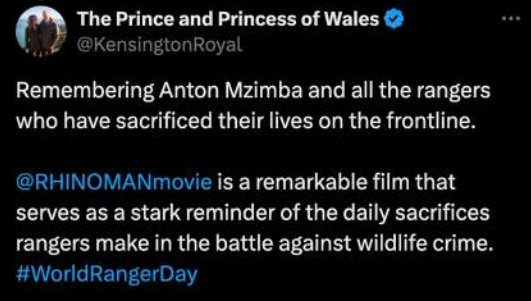 The Prince and Princess of Wales
@KensingtonRoyal
Remembering Anton Mzimba and all the rangers
who have sacrificed their lives on the frontline.
@RHINOMANmovie is a remarkable film that
serves as a stark reminder of the daily sacrifices
rangers make in the battle against wildlife crime.
#WorldRangerDay